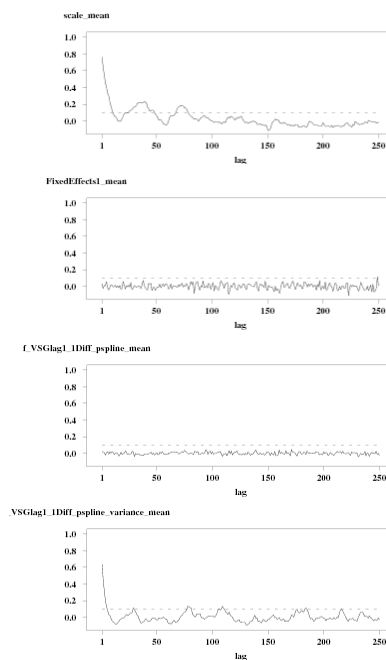 scale_mean
1.0
0.8
0.6
0.4
0.2
0.0
1 50 100 150 200 250
lag
FixedEffects1_mean
1.0
0.8
0.6
0.4
0.2
0.0
1 50 100 150 200 250
lag
f_VSGlag1_1Diff_pspline_mean
1.0
0.8
0.6
0.4
0.2
0.0
1 50 100 150 200 250
lag
_VSGlag1_1Diff_pspline_variance_mean
1.0
0.8
0.6
0.4
0.2
0.0
1 50 100 150 200 250
lag